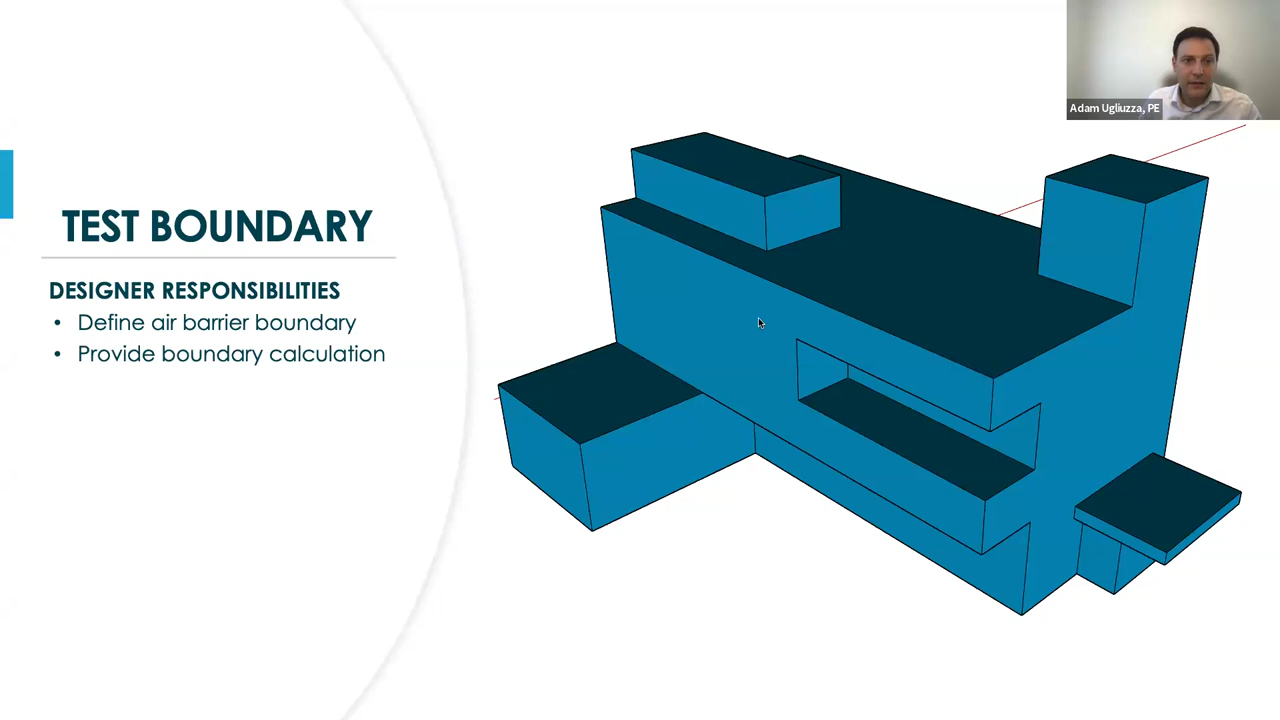 Adam Ugliuzza, PE
TEST BOUNDARY
DESIGNER RESPONSIBILITIES
• Define air barrier boundary
• Provide boundary calculation